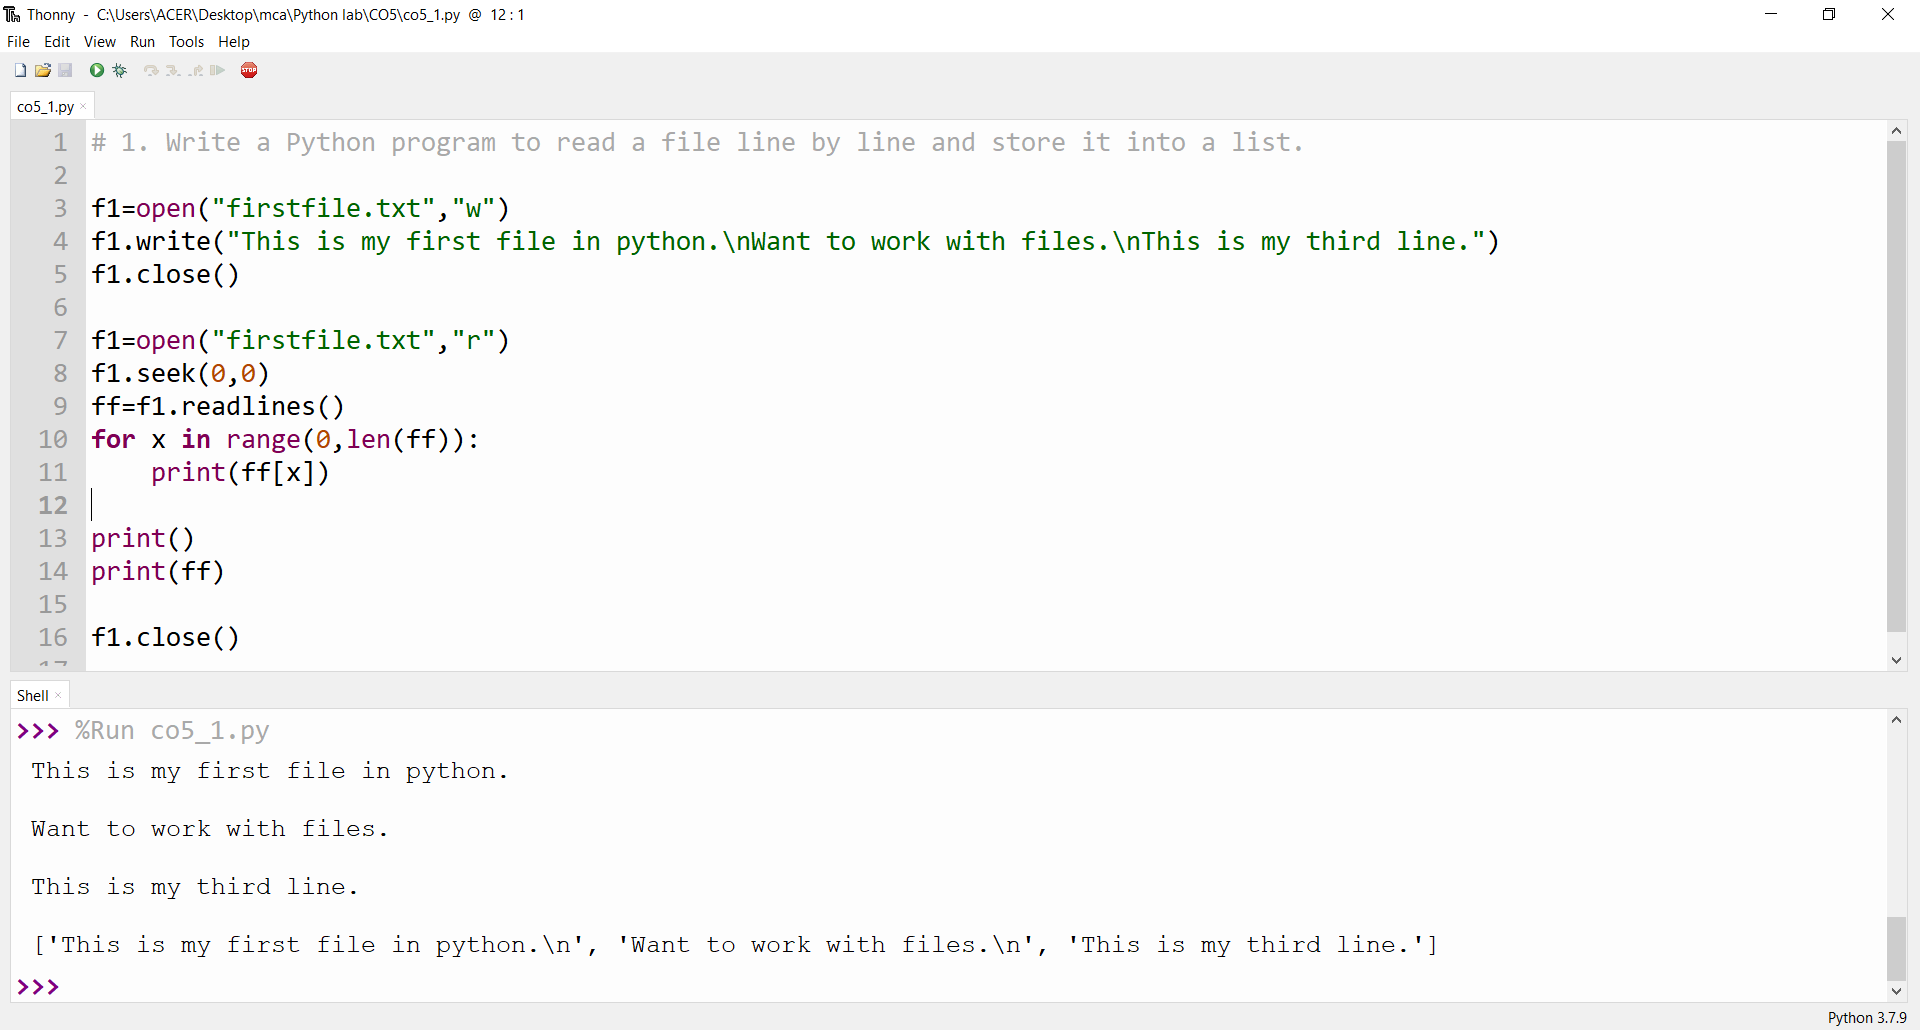 Thonny - C:\Users\ACER\Desktop\mca\Python lab\CO5\co5_1.py @ 12 : 1
File Edit View Run Tools Help
STOP
co5_1.py
1 # 1. Write a Python program to read a file line by line and store it into a list.
2
3 f1=open("firstfile.txt","w")
4 f1.write("This is my first file in python.\nWant to work with files.\nThis is my third line.")
5 f1.close()
6
7 f1=open("firstfile.txt","r")
8 f1.seek(0,0)
9 ff=f1.readlines()
10 for x in range(0,len(ff)):
11     print(ff[x])
12
13 print()
14 print(ff)
15
16 f1.close()
17
Shell
>>> %Run co5_1.py
This is my first file in python.
Want to work with files.
This is my third line.
['This is my first file in python.\n', 'Want to work with files.\n', 'This is my third line.']
>>>
Python 3.7.9